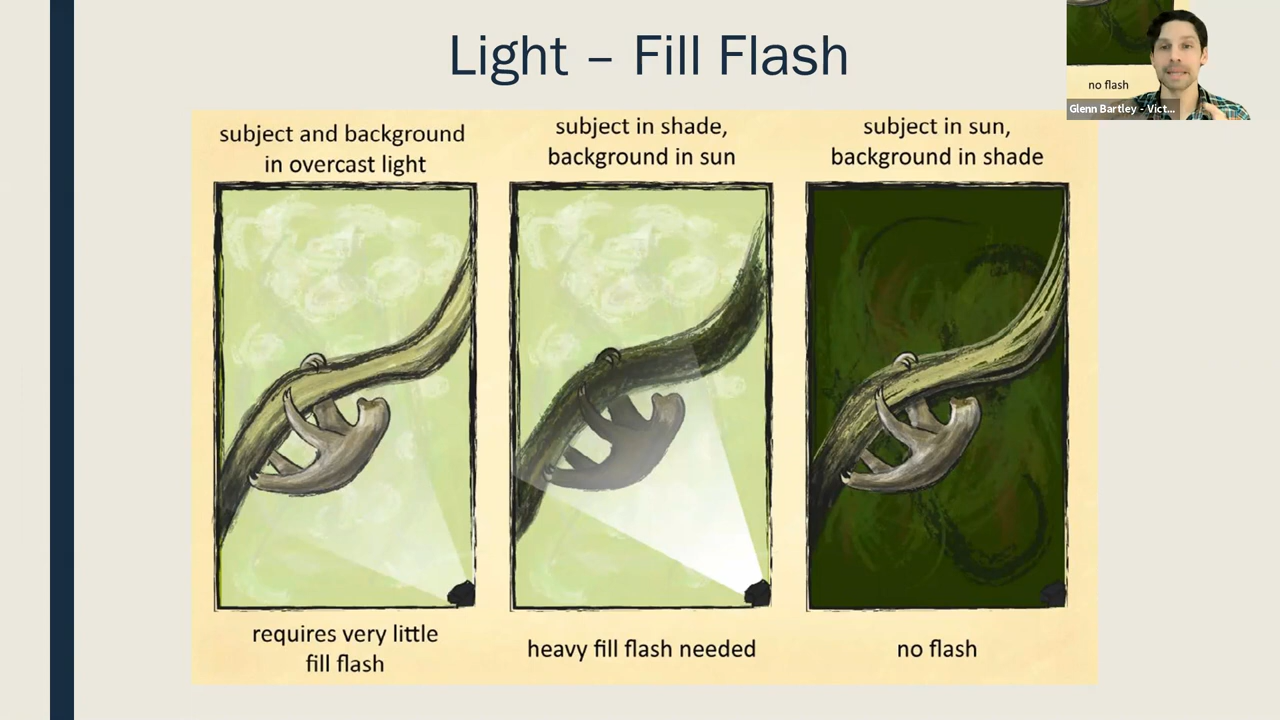 Light – Fill Flash
subject and background
in overcast light
subject in shade,
background in sun
subject in sun,
background in shade
requires very little
fill flash
heavy fill flash needed
no flash
no flash
Glenn Bartley - Vict...